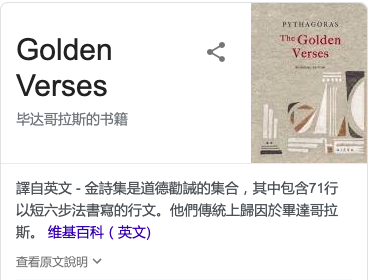 Golden
Verses
毕达哥拉斯的书籍
PYTHAGORAS
The Golden
Verses
譯自英文 - 金詩集是道德勸誡的集合，其中包含71行
以短六步法書寫的行文。他們傳統上歸因於畢達哥拉
斯。 维基百科（英文)
查看原文說明